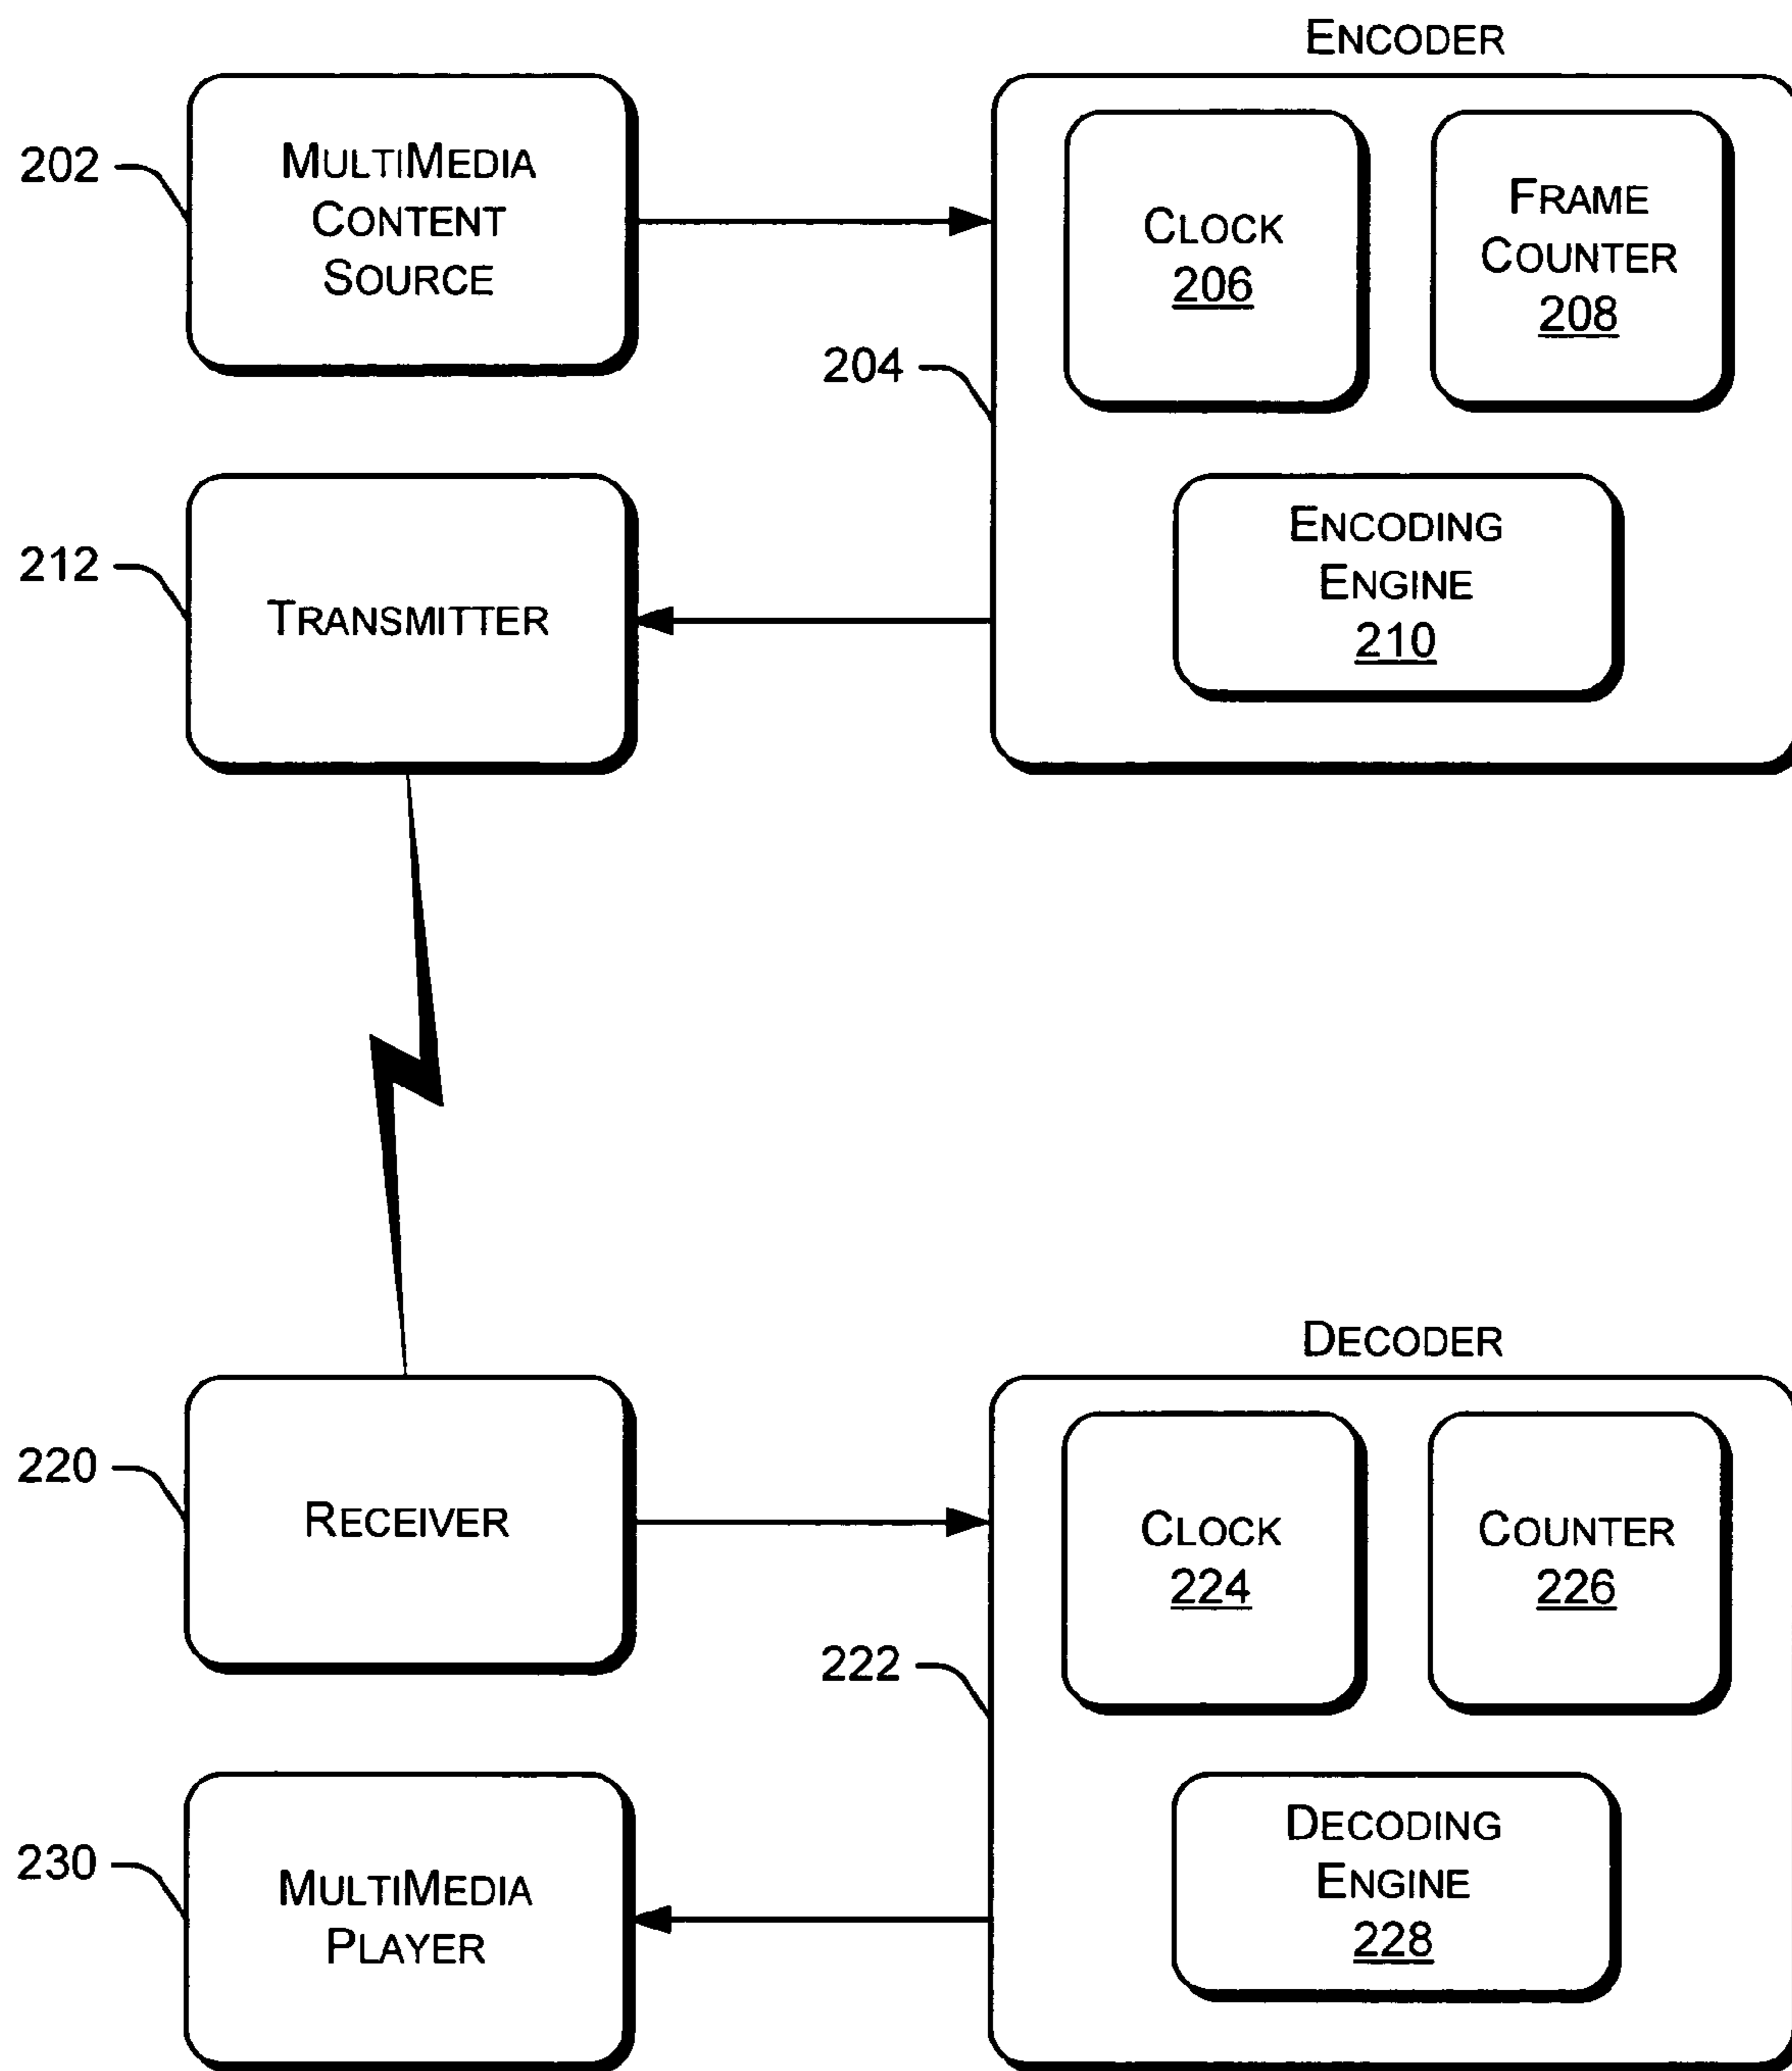 ENCODER
202
MULTIMEDIA
CONTENT
SOURCE
CLOCK
206
FRAME
COUNTER
208
204
ENCODING
ENGINE
210
212
TRANSMITTER
DECODER
220
RECEIVER
CLOCK
224
COUNTER
226
222
DECODING
ENGINE
228
230
MULTIMEDIA
PLAYER